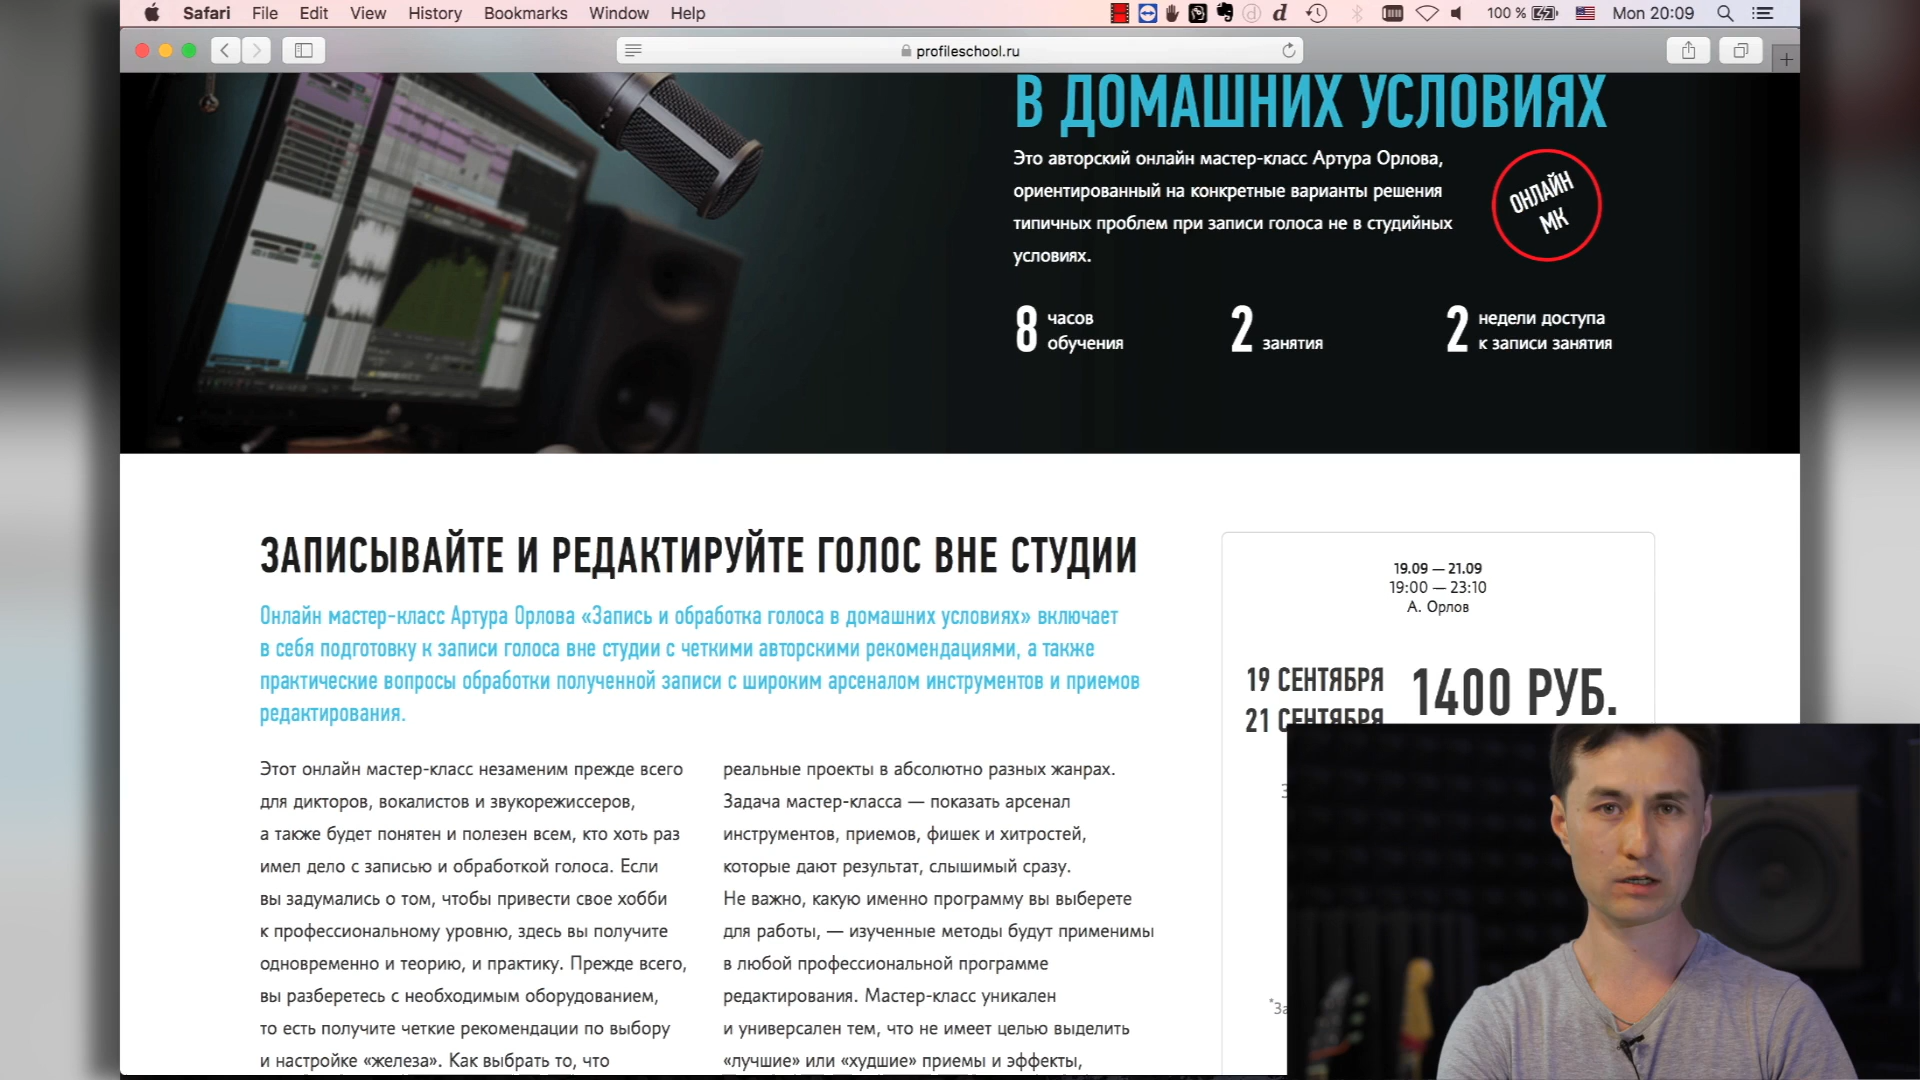 Safari File Edit View History Bookmarks Window Help
100 % Mon 20:09
profileschool.ru
В ДОМАШНИХ УСЛОВИЯХ
Это авторский онлайн мастер-класс Артура Орлова,
ориентированный на конкретные варианты решения
типичных проблем при записи голоса не в студийных
условиях.
ОНЛАЙН
МК
8 часов
обучения
2 занятия
2 недели доступа
к записи занятия
ЗАПИСЫВАЙТЕ И РЕДАКТИРУЙТЕ ГОЛОС ВНЕ СТУДИИ
Онлайн мастер-класс Артура Орлова «Запись и обработка голоса в домашних условиях» включает
в себя подготовку к записи голоса вне студии с четкими авторскими рекомендациями, а также
практические вопросы обработки полученной записи с широким арсеналом инструментов и приемов
редактирования.
Этот онлайн мастер-класс незаменим прежде всего
для дикторов, вокалистов и звукорежиссеров,
а также будет понятен и полезен всем, кто хоть раз
имел дело с записью и обработкой голоса. Если
вы задумались о том, чтобы привести свое хобби
к профессиональному уровню, здесь вы получите
одновременно и теорию, и практику. Прежде всего,
вы разберетесь с необходимым оборудованием,
то есть получите четкие рекомендации по выбору
и настройке «железа». Как выбрать то, что
реальные проекты в абсолютно разных жанрах.
Задача мастер-класса — показать арсенал
инструментов, приемов, фишек и хитростей,
которые дают результат, слышимый сразу.
Не важно, какую именно программу вы выберете
для работы, — изученные методы будут применимы
в любой профессиональной программе
редактирования. Мастер-класс уникален
и универсален тем, что не имеет целью выделить
«лучшие» или «худшие» приемы и эффекты,
19.09 — 21.09
19:00 — 23:10
А. Орлов
19 СЕНТЯБРЯ
21 СЕНТЯБРЯ
1400 РУБ.